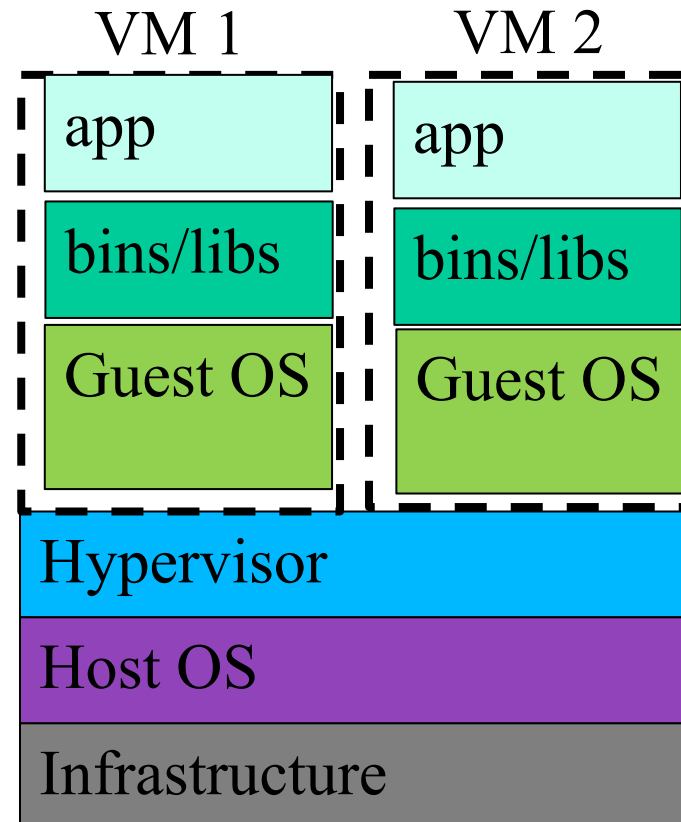 VM 1
VM 2
app
app
bins/libs
bins/libs
Guest OS
Guest OS
Hypervisor
Host OS
Infrastructure